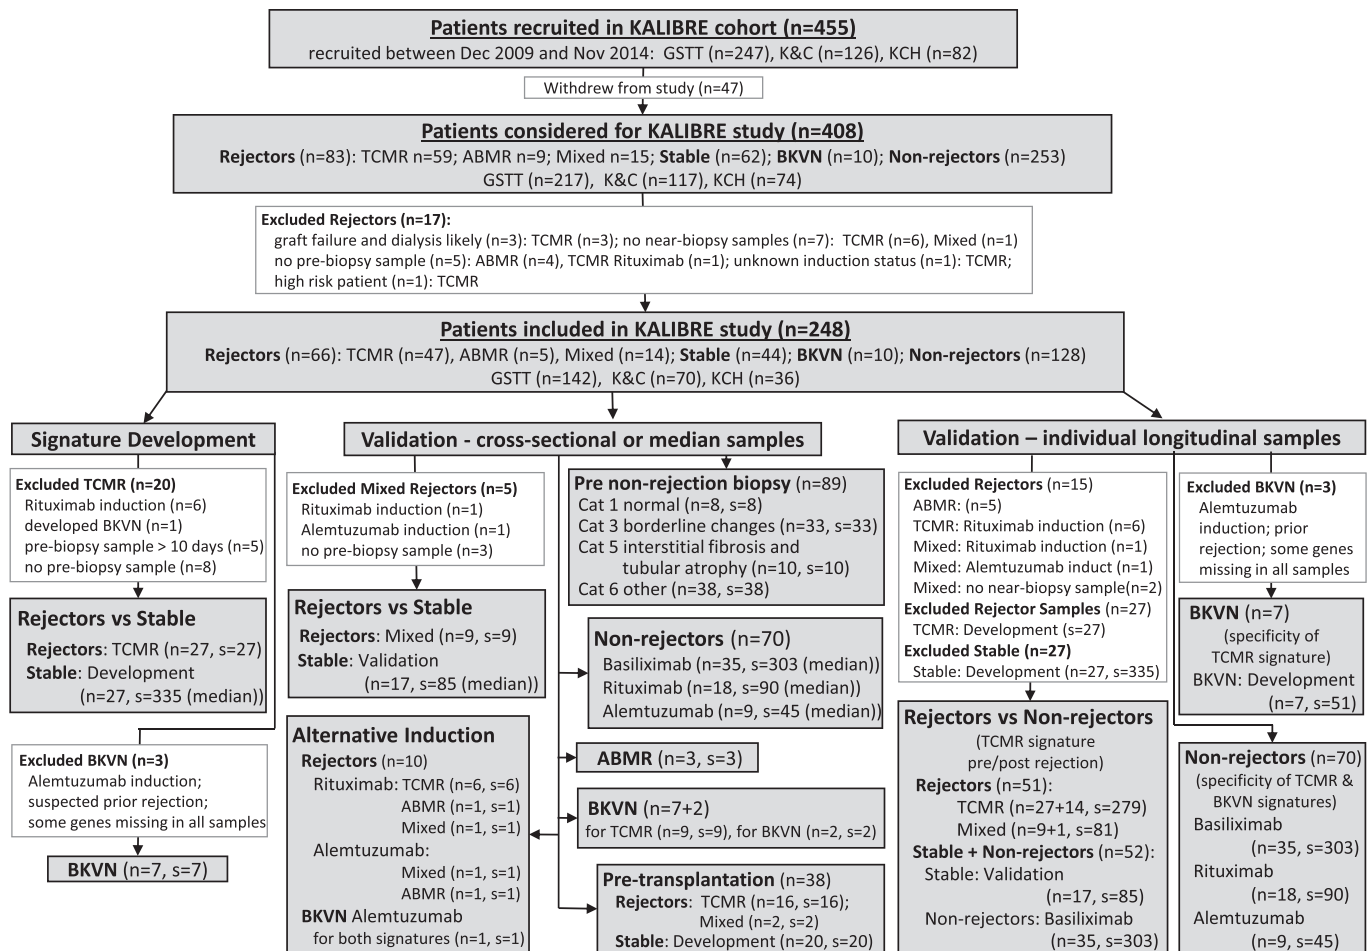 Patients recruited in KALIBRE cohort (n=455)
recruited between Dec 2009 and Nov 2014: GSTT (n=247), K&C (n=126), KCH (n=82)
Withdrew from study (n=47)
Patients considered for KALIBRE study (n=408)
Rejectors (n=83): TCMR n=59; ABMR n=9; Mixed n=15; Stable (n=62); BKVN (n=10); Non-rejectors (n=253)
GSTT (n=217), K&C (n=117), KCH (n=74)
Excluded Rejectors (n=17):
graft failure and dialysis likely (n=3): TCMR (n=3); no near-biopsy samples (n=7): TCMR (n=6), Mixed (n=1)
no pre-biopsy sample (n=5): ABMR (n=4), TCMR Rituximab (n=1); unknown induction status (n=1): TCMR;
high risk patient (n=1): TCMR
Patients included in KALIBRE study (n=248)
Rejectors (n=66): TCMR (n=47), ABMR (n=5), Mixed (n=14); Stable (n=44); BKVN (n=10); Non-rejectors (n=128)
GSTT (n=142), K&C (n=70), KCH (n=36)
Signature Development
Excluded TCMR (n=20)
Rituximab induction (n=6)
developed BKVN (n=1)
pre-biopsy sample > 10 days (n=5)
no pre-biopsy sample (n=8)
Rejectors vs Stable
Rejectors: TCMR (n=27, s=27)
Stable: Development
(n=27, s=335 (median))
Excluded BKVN (n=3)
Alemtuzumab induction;
suspected prior rejection;
some genes missing in all samples
BKVN (n=7, s=7)
Validation - cross-sectional or median samples
Excluded Mixed Rejectors (n=5)
Rituximab induction (n=1)
Alemtuzumab induction (n=1)
no pre-biopsy sample (n=3)
Rejectors vs Stable
Rejectors: Mixed (n=9, s=9)
Stable: Validation
(n=17, s=85 (median))
Alternative Induction
Rejectors (n=10)
Rituximab: TCMR (n=6, s=6)
ABMR (n=1, s=1)
Mixed (n=1, s=1)
Alemtuzumab:
Mixed (n=1, s=1)
ABMR (n=1, s=1)
BKVN Alemtuzumab
for both signatures (n=1, s=1)
Pre non-rejection biopsy (n=89)
Cat 1 normal (n=8, s=8)
Cat 3 borderline changes (n=33, s=33)
Cat 5 interstitial fibrosis and
tubular atrophy (n=10, s=10)
Cat 6 other (n=38, s=38)
Non-rejectors (n=70)
Basiliximab (n=35, s=303 (median))
Rituximab (n=18, s=90 (median))
Alemtuzumab (n=9, s=45 (median))
ABMR (n=3, s=3)
BKVN (n=7+2)
for TCMR (n=9, s=9), for BKVN (n=2, s=2)
Pre-transplantation (n=38)
Rejectors: TCMR (n=16, s=16);
Mixed (n=2, s=2)
Stable: Development (n=20, s=20)
Validation – individual longitudinal samples
Excluded Rejectors (n=15)
ABMR: (n=5)
TCMR: Rituximab induction (n=6)
Mixed: Rituximab induction (n=1)
Mixed: Alemtuzumab induct (n=1)
Mixed: no near-biopsy sample(n=2)
Excluded Rejector Samples (n=27)
TCMR: Development (s=27)
Excluded Stable (n=27)
Stable: Development (n=27, s=335)
Rejectors vs Non-rejectors
(TCMR signature
pre/post rejection)
Rejectors (n=51):
TCMR (n=27+14, s=279)
Mixed (n=9+1, s=81)
Stable + Non-rejectors (n=52):
Stable: Validation
(n=17, s=85)
Non-rejectors: Basiliximab
(n=35, s=303)
Excluded BKVN (n=3)
Alemtuzumab
induction; prior
rejection; some genes
missing in all samples
BKVN (n=7)
(specificity of
TCMR signature)
BKVN: Development
(n=7, s=51)
Non-rejectors (n=70)
(specificity of TCMR &
BKVN signatures)
Basiliximab
(n=35, s=303)
Rituximab
(n=18, s=90)
Alemtuzumab
(n=9, s=45)